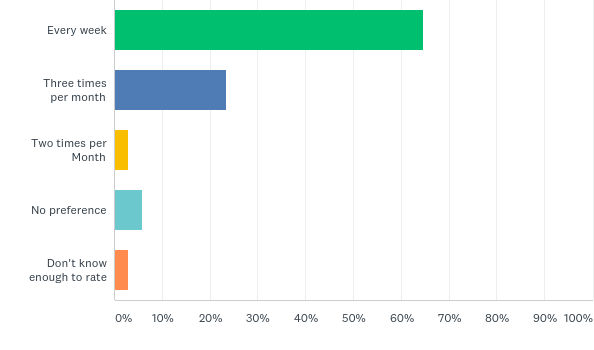 Every week
Three times
per month
Two times per
Month
No preference
Don't know
enough to rate
0% 10% 20% 30% 40% 50% 60% 70% 80% 90% 100%